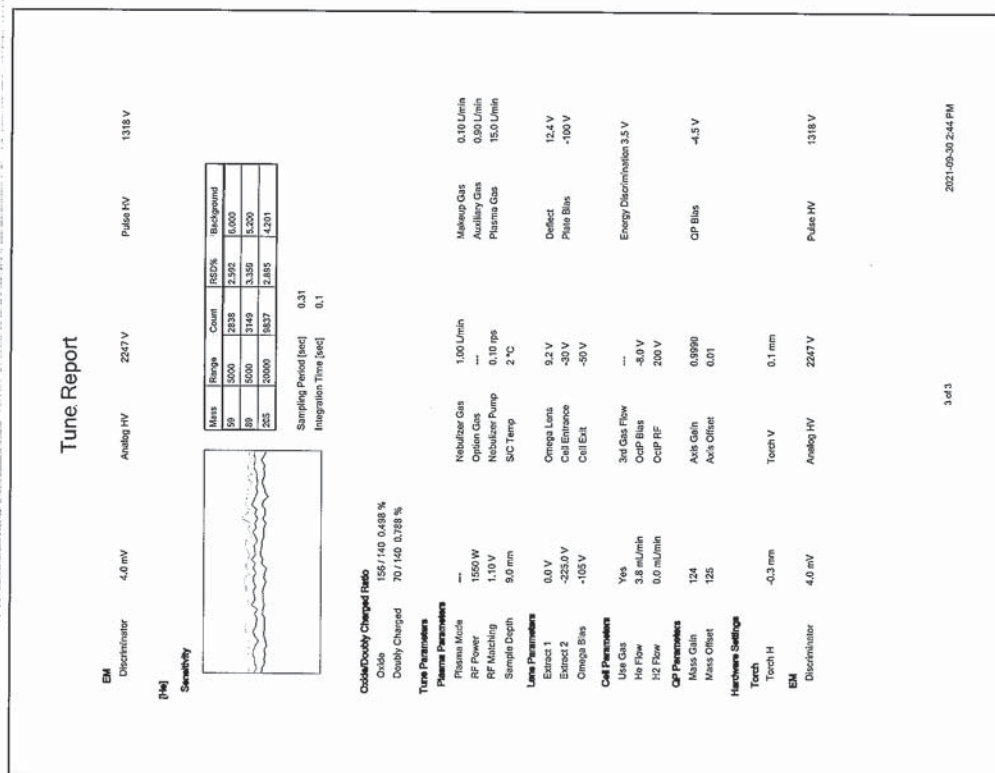 Tune Report
EM
Discriminator 4.0 mV Analog HV 2247 V Pulse HV 1318 V
[He]
Sensitivity
Mass Range Count RSD% Background
59 5000 2838 2.592 6.000
89 5000 3149 3.350 5.200
205 20000 9837 2.895 4.201
Sampling Period [sec] 0.31
Integration Time [sec] 0.1
Oxide/Doubly Charged Ratio
Oxide 156 / 140 0.498 %
Doubly Charged 70 / 140 0.788 %
Tune Parameters
Plasma Parameters
Plasma Mode --- Nebulizer Gas 1.00 L/min Makeup Gas 0.10 L/min
RF Power 1550 W Option Gas --- Auxiliary Gas 0.90 L/min
RF Matching 1.10 V Nebulizer Pump 0.10 rps Plasma Gas 15.0 L/min
Sample Depth 9.0 mm S/C Temp 2 °C
Lens Parameters
Extract 1 0.0 V Omega Lens 9.2 V Deflect 12.4 V
Extract 2 -225.0 V Cell Entrance -30 V Plate Bias -100 V
Omega Bias -105 V Cell Exit -50 V
Cell Parameters
Use Gas Yes 3rd Gas Flow --- Energy Discrimination 3.5 V
He Flow 3.8 mL/min OctP Bias -8.0 V
H2 Flow 0.0 mL/min OctP RF 200 V
QP Parameters
Mass Gain 124 Axis Gain 0.9990 QP Bias -4.5 V
Mass Offset 125 Axis Offset 0.01
Hardware Settings
Torch
Torch H -0.3 mm Torch V 0.1 mm
EM
Discriminator 4.0 mV Analog HV 2247 V Pulse HV 1318 V
3 of 3 2021-09-30 2:44 PM